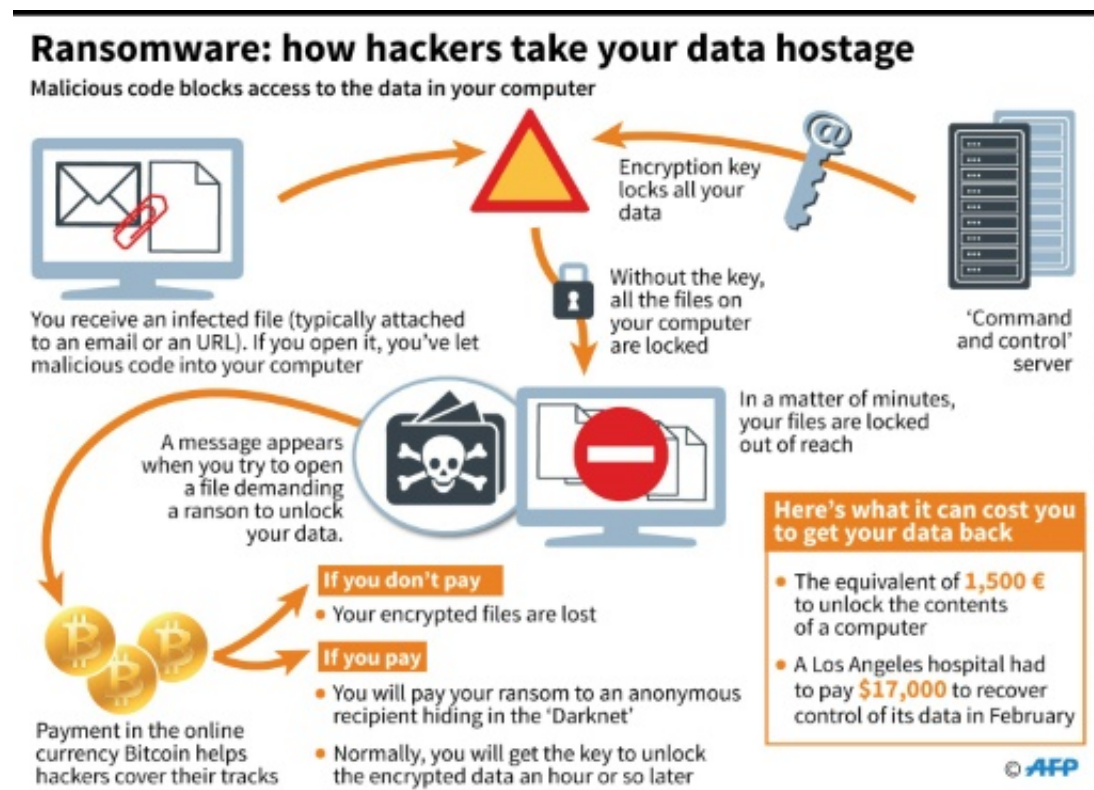 Ransomware: how hackers take your data hostage
Malicious code blocks access to the data in your computer
@
Encryption key
locks all your
data
You receive an infected file (typically attached
to an email or an URL). If you open it, you've let
malicious code into your computer
Without the key,
all the files on
your computer
are locked
'Command
and control'
server
In a matter of minutes,
your files are locked
out of reach
A message appears
when you try to open
a file demanding
a ranson to unlock
your data.
Here's what it can cost you
to get your data back
• The equivalent of 1,500 €
to unlock the contents
of a computer
• A Los Angeles hospital had
to pay $17,000 to recover
control of its data in February
If you don't pay
• Your encrypted files are lost
If you pay
• You will pay your ransom to an anonymous
recipient hiding in the 'Darknet'
• Normally, you will get the key to unlock
the encrypted data an hour or so later
Payment in the online
currency Bitcoin helps
hackers cover their tracks
© AFP